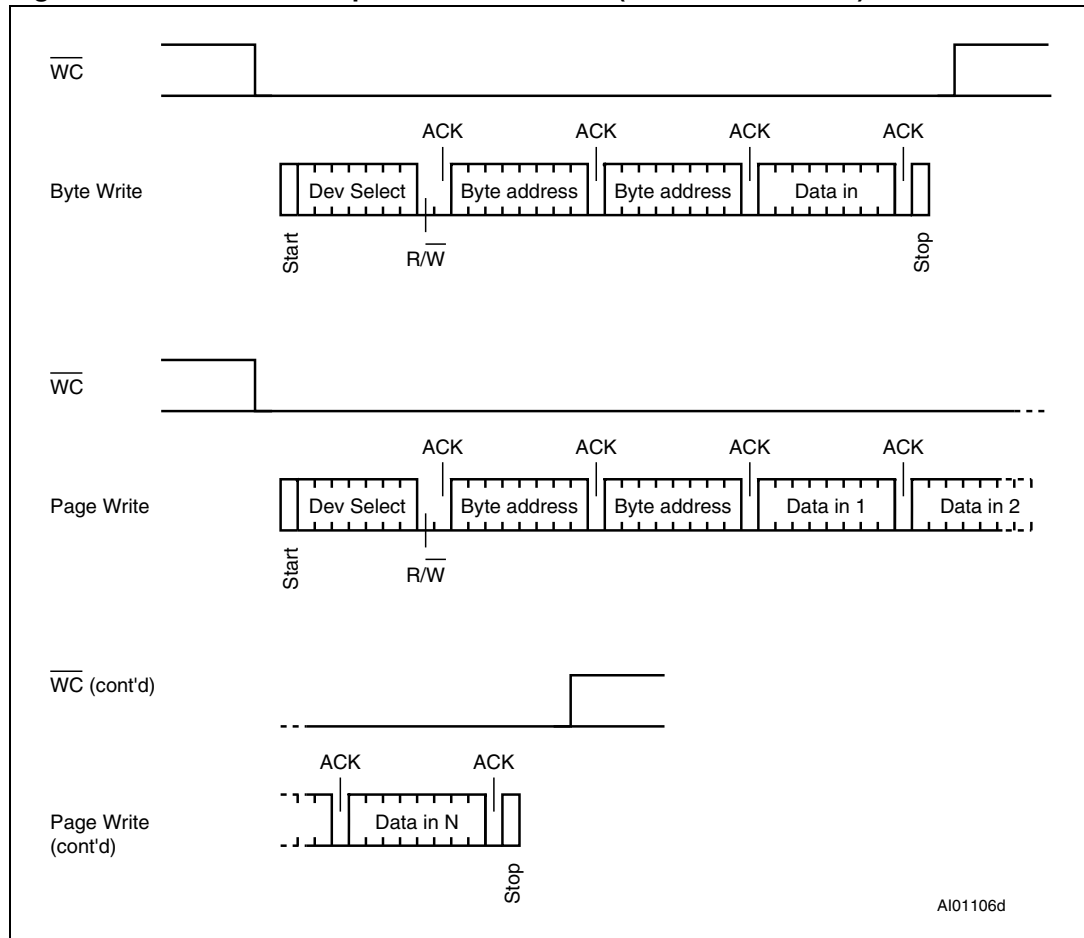 WC
ACK ACK ACK ACK
Byte Write Dev Select Byte address Byte address Data in
Start R/W Stop
WC
ACK ACK ACK ACK
Page Write Dev Select Byte address Byte address Data in 1 Data in 2
Start R/W
WC (cont'd)
ACK ACK
Page Write Data in N
(cont'd)
Stop
AI01106d